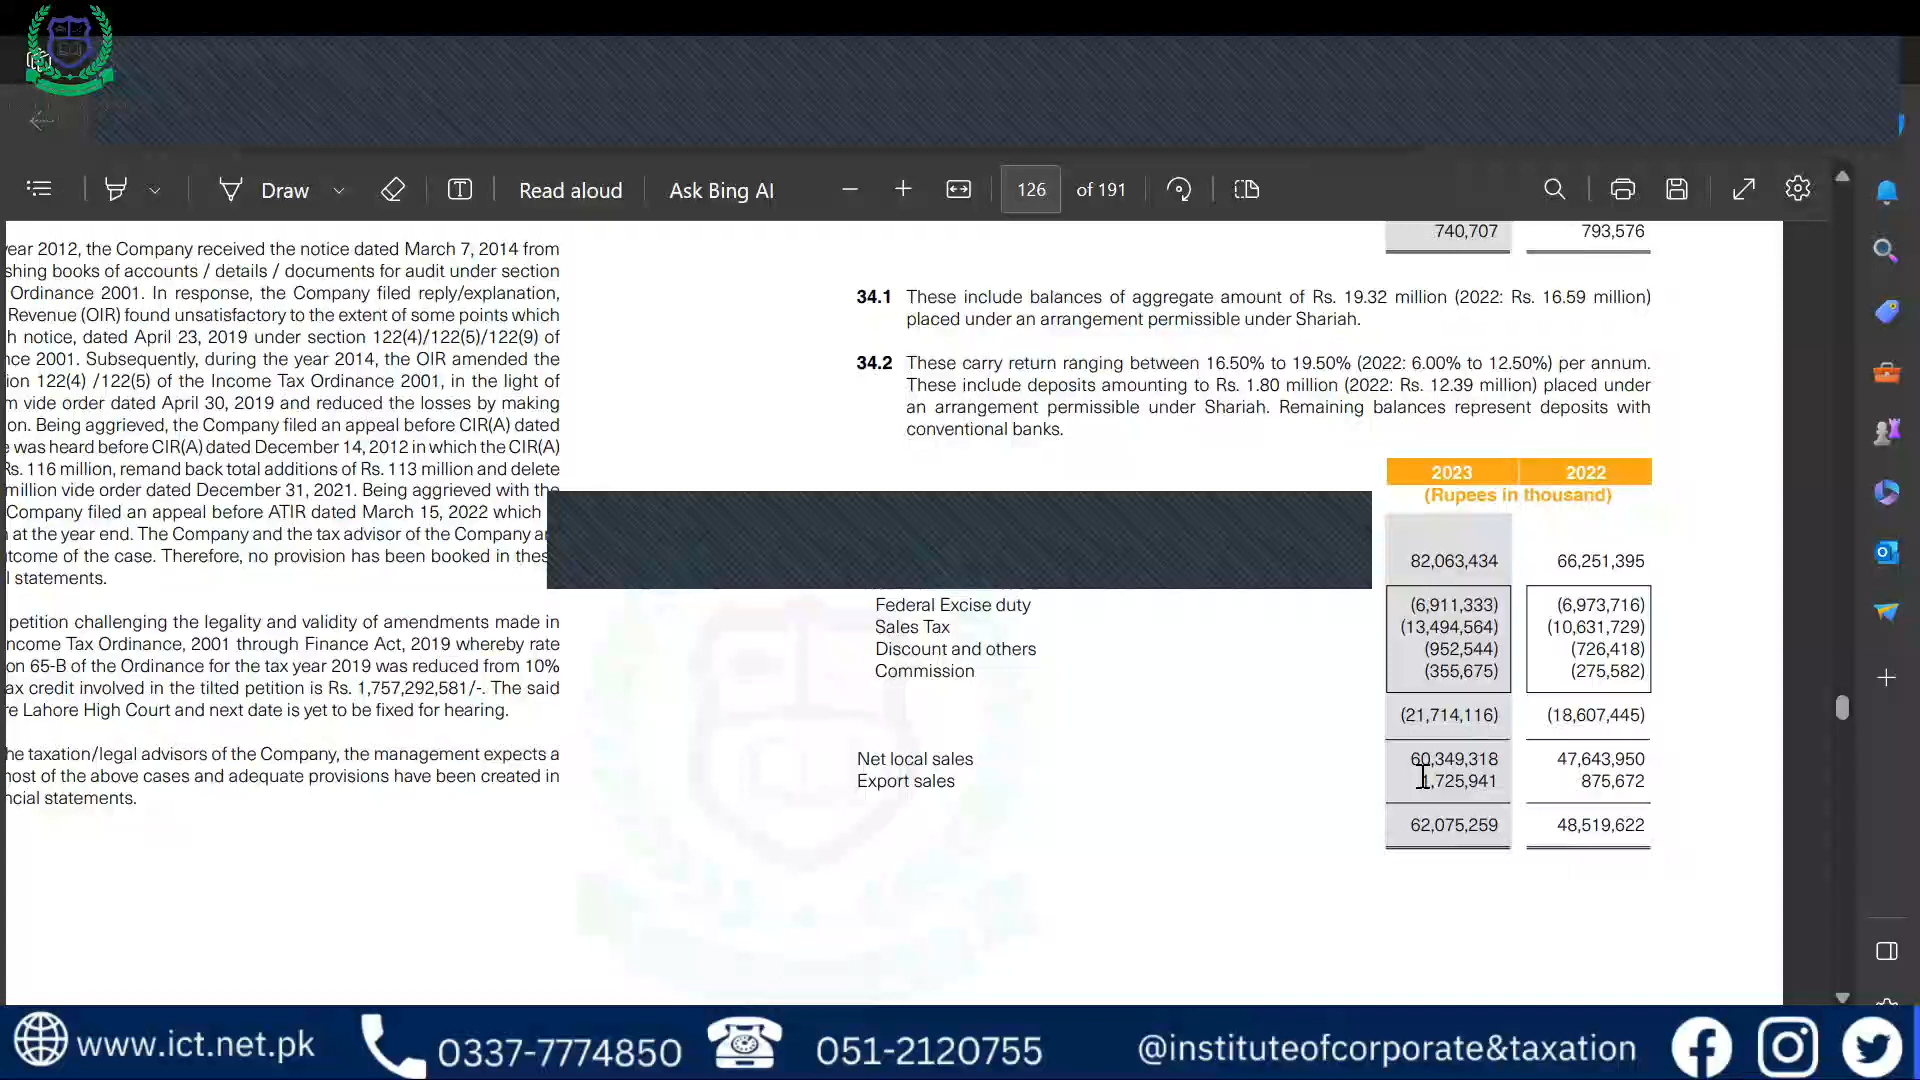 Draw
Read aloud
Ask Bing AI
126 of 191
year 2012, the Company received the notice dated March 7, 2014 from
shing books of accounts / details / documents for audit under section
Ordinance 2001. In response, the Company filed reply/explanation,
Revenue (OIR) found unsatisfactory to the extent of some points which
h notice, dated April 23, 2019 under section 122(4)/122(5)/122(9) of
nce 2001. Subsequently, during the year 2014, the OIR amended the
ion 122(4) /122(5) of the Income Tax Ordinance 2001, in the light of
m vide order dated April 30, 2019 and reduced the losses by making
on. Being aggrieved, the Company filed an appeal before CIR(A) dated
was heard before CIR(A) dated December 14, 2012 in which the CIR(A)
Rs. 116 million, remand back total additions of Rs. 113 million and delete
million vide order dated December 31, 2021. Being aggrieved with the
Company filed an appeal before ATIR dated March 15, 2022 which
at the year end. The Company and the tax advisor of the Company
tcome of the case. Therefore, no provision has been booked in these
l statements.
petition challenging the legality and validity of amendments made in
ncome Tax Ordinance, 2001 through Finance Act, 2019 whereby rate
on 65-B of the Ordinance for the tax year 2019 was reduced from 10%
ax credit involved in the tilted petition is Rs. 1,757,292,581/-. The said
re Lahore High Court and next date is yet to be fixed for hearing.
he taxation/legal advisors of the Company, the management expects a
most of the above cases and adequate provisions have been created in
ncial statements.
740,707 793,576
34.1 These include balances of aggregate amount of Rs. 19.32 million (2022: Rs. 16.59 million)
placed under an arrangement permissible under Shariah.
34.2 These carry return ranging between 16.50% to 19.50% (2022: 6.00% to 12.50%) per annum.
These include deposits amounting to Rs. 1.80 million (2022: Rs. 12.39 million) placed under
an arrangement permissible under Shariah. Remaining balances represent deposits with
conventional banks.
2023 2022
(Rupees in thousand)
82,063,434 66,251,395
Federal Excise duty (6,911,333) (6,973,716)
Sales Tax (13,494,564) (10,631,729)
Discount and others (952,544) (726,418)
Commission (355,675) (275,582)
(21,714,116) (18,607,445)
Net local sales 60,349,318 47,643,950
Export sales 1,725,941 875,672
62,075,259 48,519,622
www.ict.net.pk 0337-7774850 051-2120755 @instituteofcorporate&taxation